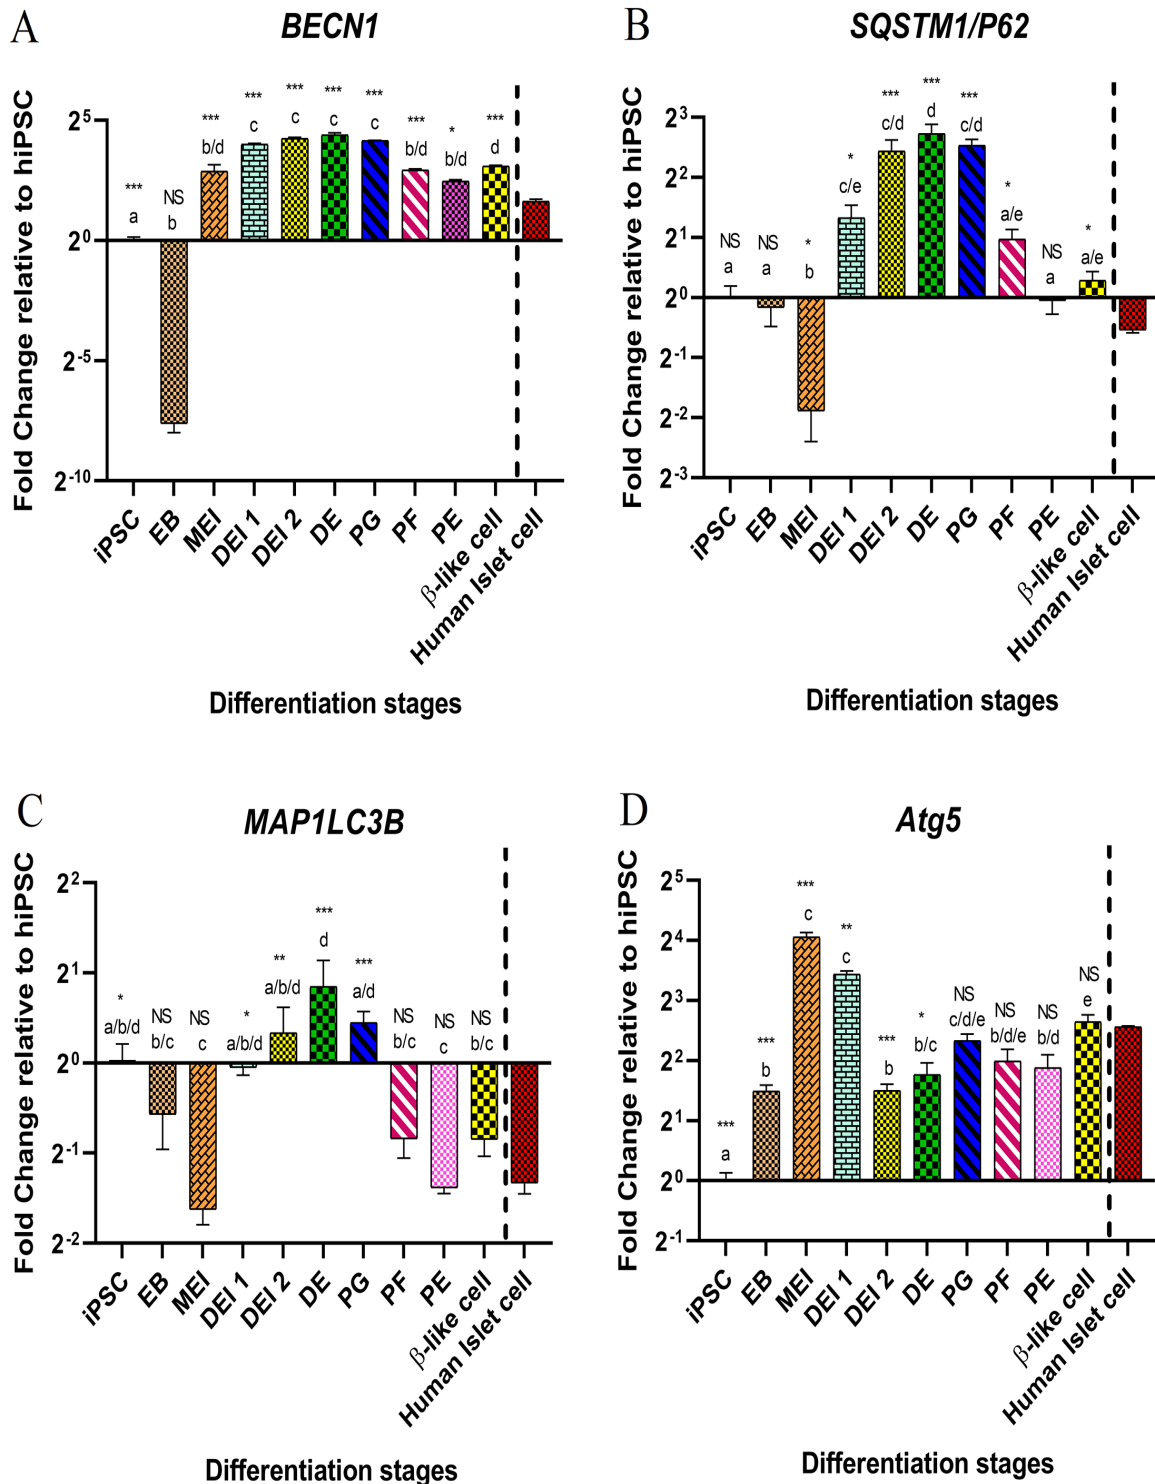 A
BECN1
Fold Change relative to hiPSC
2^5
2^0
2^-5
2^-10
*** *** *** *** *** *** *** * ***
NS
a b b/d c c c c b/d b/d d
iPSC EB MEI DEI 1 DEI 2 DE PG PF PE β-like cell Human Islet cell
Differentiation stages
B
SQSTM1/P62
Fold Change relative to hiPSC
2^3
2^2
2^1
2^0
2^-1
2^-2
2^-3
NS NS * * *** *** *** * NS *
a a b c/e c/d d c/d a/e a a/e
iPSC EB MEI DEI 1 DEI 2 DE PG PF PE β-like cell Human Islet cell
Differentiation stages
C
MAP1LC3B
Fold Change relative to hiPSC
2^2
2^1
2^0
2^-1
2^-2
* NS NS * ** *** *** NS NS NS
a/b/d b/c c a/b/d a/b/d d a/d b/c c b/c
iPSC EB MEI DEI 1 DEI 2 DE PG PF PE β-like cell Human Islet cell
Differentiation stages
D
Atg5
Fold Change relative to hiPSC
2^5
2^4
2^3
2^2
2^1
2^0
2^-1
*** *** *** ** *** * NS NS NS NS
a b c c b b/c c/d/e b/d/e b/d e
iPSC EB MEI DEI 1 DEI 2 DE PG PF PE β-like cell Human Islet cell
Differentiation stages